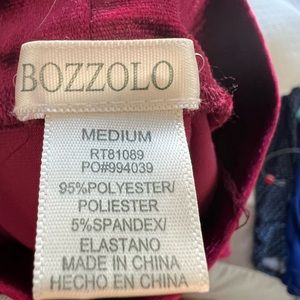 BOZZOLO
MEDIUM
RT81089
PO#994039
95%POLYESTER/
POLIESTER
5%SPANDEX/
ELASTANO
MADE IN CHINA
HECHO EN CHINA